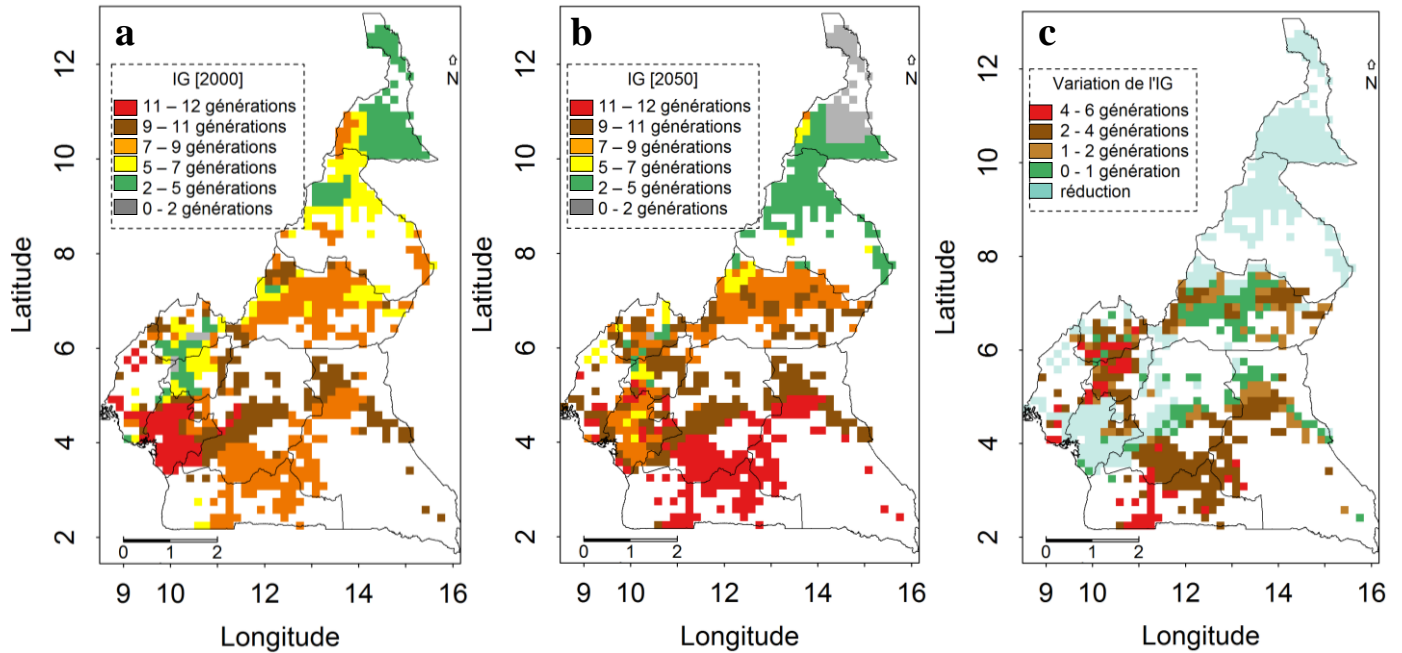 a
IG [2000]
11 – 12 générations
9 – 11 générations
7 – 9 générations
5 – 7 générations
2 – 5 générations
0 - 2 générations
N
Latitude
12
10
8
6
4
2
0 1 2
9 10 12 14 16
Longitude
b
IG [2050]
11 – 12 générations
9 – 11 générations
7 – 9 générations
5 – 7 générations
2 – 5 générations
0 - 2 générations
N
Latitude
12
10
8
6
4
2
0 1 2
9 10 12 14 16
Longitude
c
Variation de l'IG
4 - 6 générations
2 - 4 générations
1 - 2 générations
0 - 1 génération
réduction
N
Latitude
12
10
8
6
4
2
0 1 2
9 10 12 14 16
Longitude